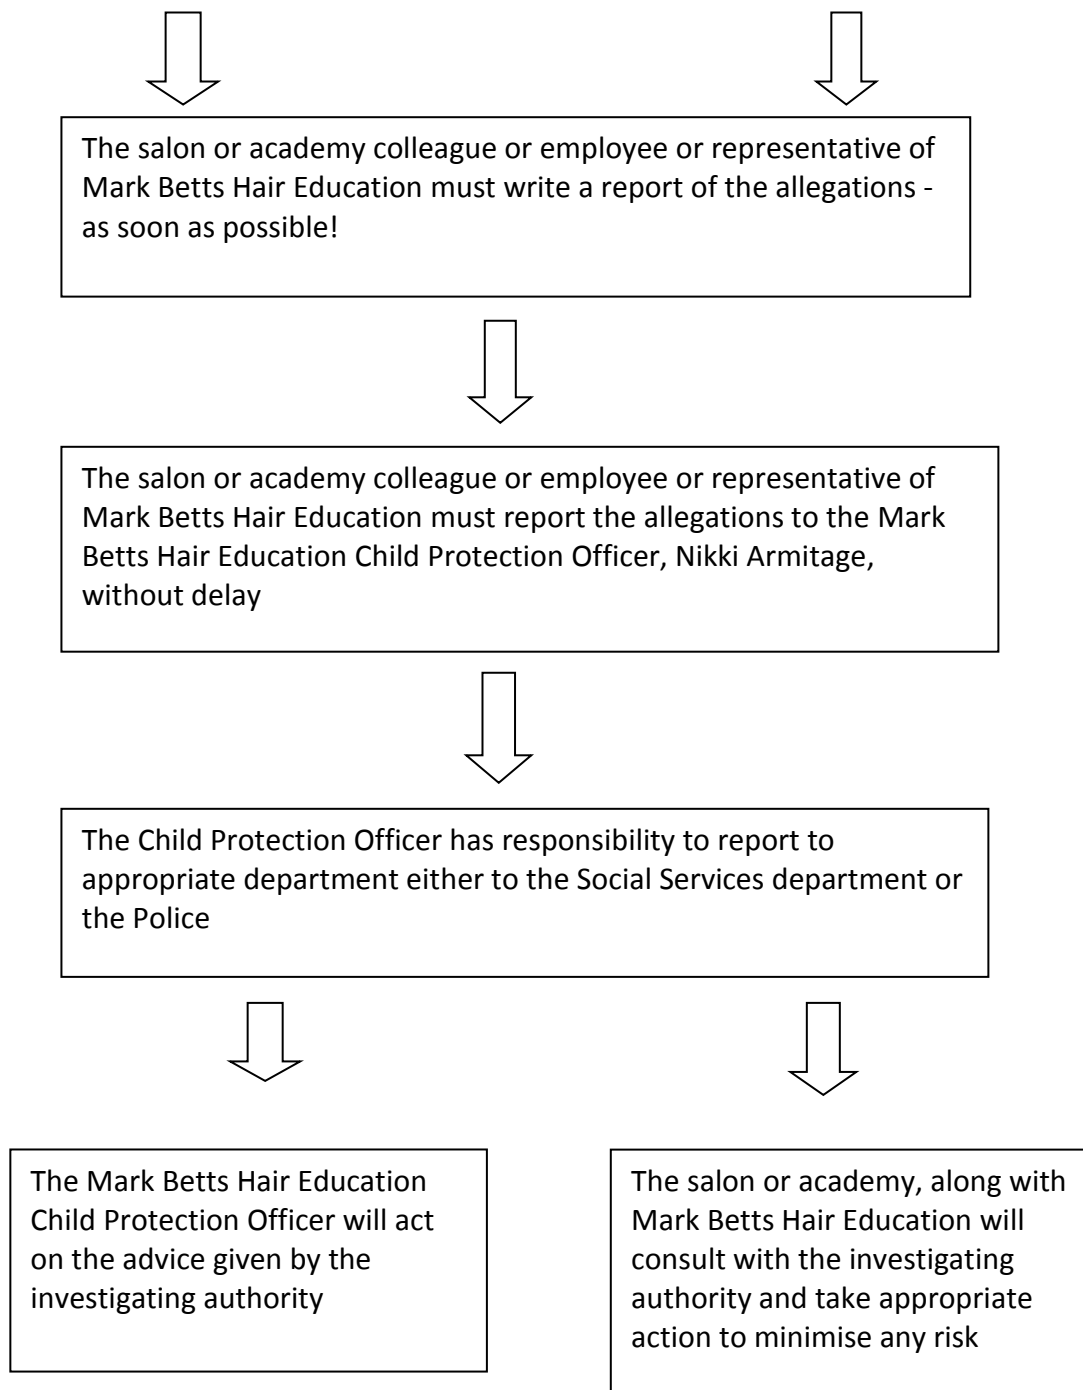 The salon or academy colleague or employee or representative of
Mark Betts Hair Education must write a report of the allegations -
as soon as possible!
The salon or academy colleague or employee or representative of
Mark Betts Hair Education must report the allegations to the Mark
Betts Hair Education Child Protection Officer, Nikki Armitage,
without delay
The Child Protection Officer has responsibility to report to
appropriate department either to the Social Services department or
the Police
The Mark Betts Hair Education
Child Protection Officer will act
on the advice given by the
investigating authority
The salon or academy, along with
Mark Betts Hair Education will
consult with the investigating
authority and take appropriate
action to minimise any risk